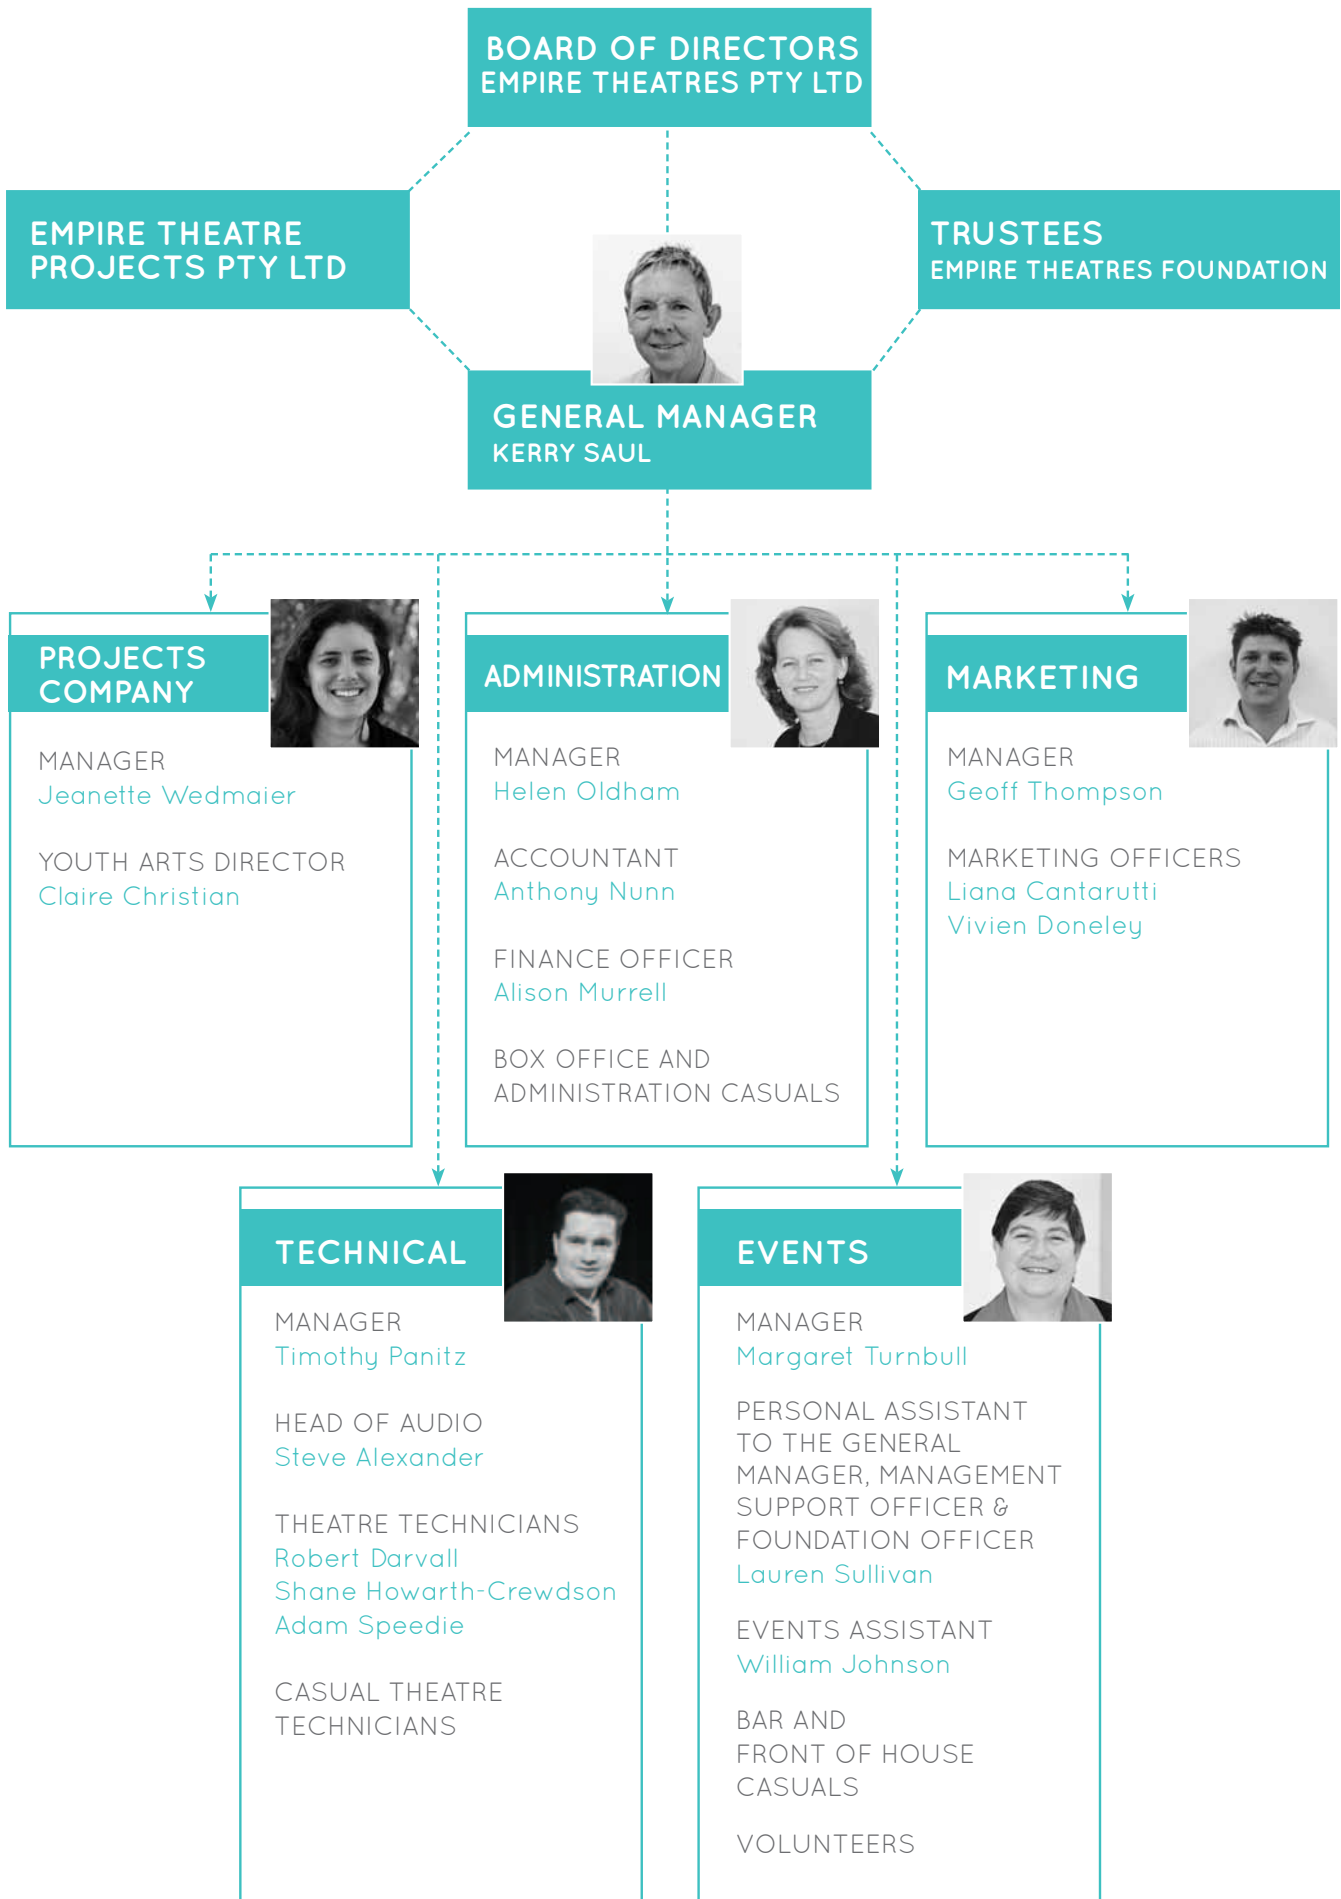 BOARD OF DIRECTORS
EMPIRE THEATRES PTY LTD
EMPIRE THEATRE
PROJECTS PTY LTD
TRUSTEES
EMPIRE THEATRES FOUNDATION
GENERAL MANAGER
KERRY SAUL
PROJECTS
COMPANY
MANAGER
Jeanette Wedmaier
YOUTH ARTS DIRECTOR
Claire Christian
ADMINISTRATION
MANAGER
Helen Oldham
ACCOUNTANT
Anthony Nunn
FINANCE OFFICER
Alison Murrell
BOX OFFICE AND
ADMINISTRATION CASUALS
MARKETING
MANAGER
Geoff Thompson
MARKETING OFFICERS
Liana Cantarutti
Vivien Doneley
TECHNICAL
MANAGER
Timothy Panitz
HEAD OF AUDIO
Steve Alexander
THEATRE TECHNICIANS
Robert Darvall
Shane Howarth-Crewdson
Adam Speedie
CASUAL THEATRE
TECHNICIANS
EVENTS
MANAGER
Margaret Turnbull
PERSONAL ASSISTANT
TO THE GENERAL
MANAGER, MANAGEMENT
SUPPORT OFFICER &
FOUNDATION OFFICER
Lauren Sullivan
EVENTS ASSISTANT
William Johnson
BAR AND
FRONT OF HOUSE
CASUALS
VOLUNTEERS